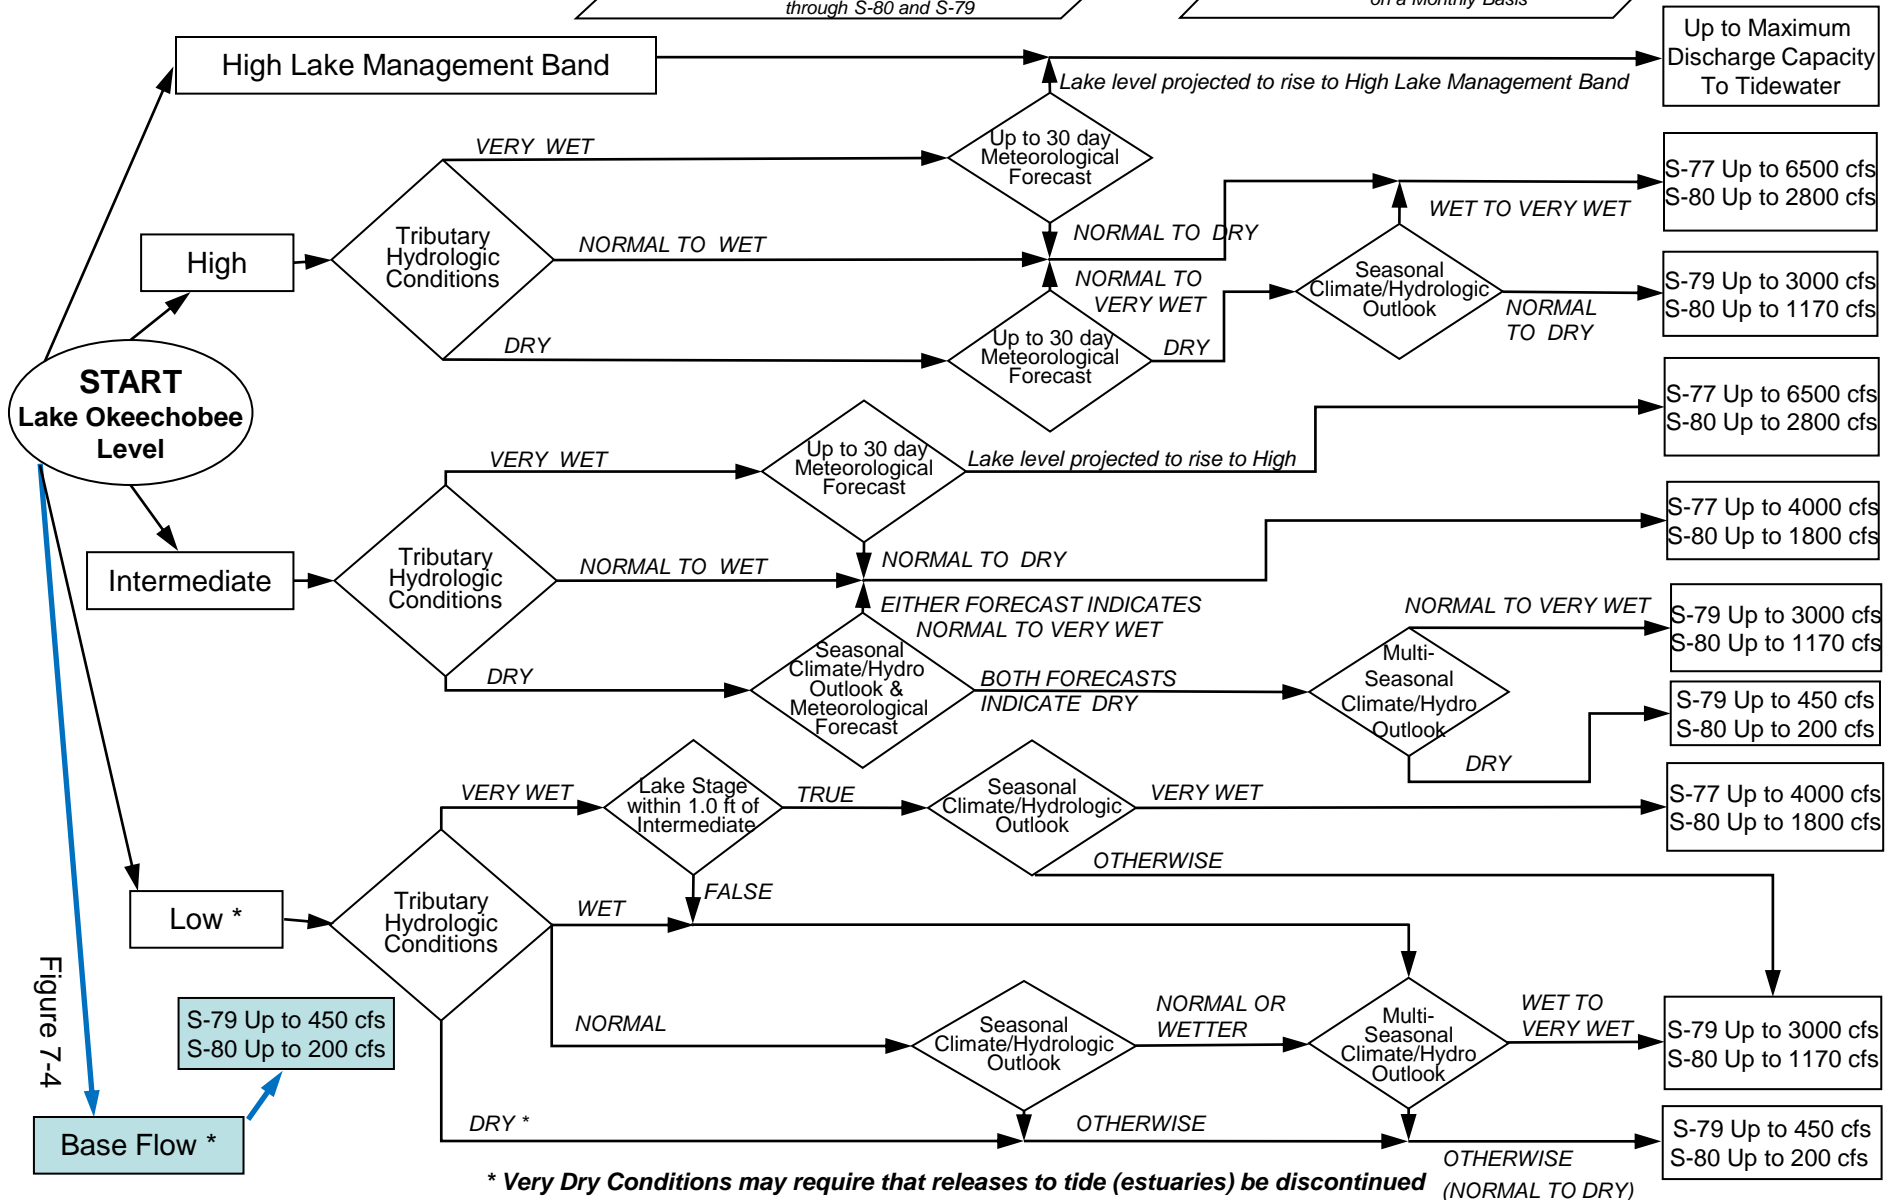 through S-80 and S-79
on a Monthly Basis
High Lake Management Band
Lake level projected to rise to High Lake Management Band
Up to Maximum
Discharge Capacity
To Tidewater
VERY WET
Up to 30 day
Meteorological
Forecast
S-77 Up to 6500 cfs
S-80 Up to 2800 cfs
WET TO VERY WET
High
Tributary
Hydrologic
Conditions
NORMAL TO WET
NORMAL TO DRY
NORMAL TO
VERY WET
Seasonal
Climate/Hydrologic
Outlook
NORMAL
TO DRY
S-79 Up to 3000 cfs
S-80 Up to 1170 cfs
DRY
Up to 30 day
Meteorological
Forecast
DRY
START
Lake Okeechobee
Level
S-77 Up to 6500 cfs
S-80 Up to 2800 cfs
VERY WET
Up to 30 day
Meteorological
Forecast
Lake level projected to rise to High
S-77 Up to 4000 cfs
S-80 Up to 1800 cfs
Intermediate
Tributary
Hydrologic
Conditions
NORMAL TO WET
NORMAL TO DRY
EITHER FORECAST INDICATES
NORMAL TO VERY WET
NORMAL TO VERY WET
S-79 Up to 3000 cfs
S-80 Up to 1170 cfs
DRY
Seasonal
Climate/Hydro
Outlook &
Meteorological
Forecast
BOTH FORECASTS
INDICATE DRY
Multi-
Seasonal
Climate/Hydro
Outlook
DRY
S-79 Up to 450 cfs
S-80 Up to 200 cfs
VERY WET
Lake Stage
within 1.0 ft of
Intermediate
TRUE
Seasonal
Climate/Hydrologic
Outlook
VERY WET
S-77 Up to 4000 cfs
S-80 Up to 1800 cfs
OTHERWISE
FALSE
Low *
Tributary
Hydrologic
Conditions
WET
NORMAL
Seasonal
Climate/Hydrologic
Outlook
NORMAL OR
WETTER
Multi-
Seasonal
Climate/Hydro
Outlook
WET TO
VERY WET
S-79 Up to 3000 cfs
S-80 Up to 1170 cfs
Figure 7-4
S-79 Up to 450 cfs
S-80 Up to 200 cfs
Base Flow *
DRY *
OTHERWISE
OTHERWISE
(NORMAL TO DRY)
S-79 Up to 450 cfs
S-80 Up to 200 cfs
* Very Dry Conditions may require that releases to tide (estuaries) be discontinued